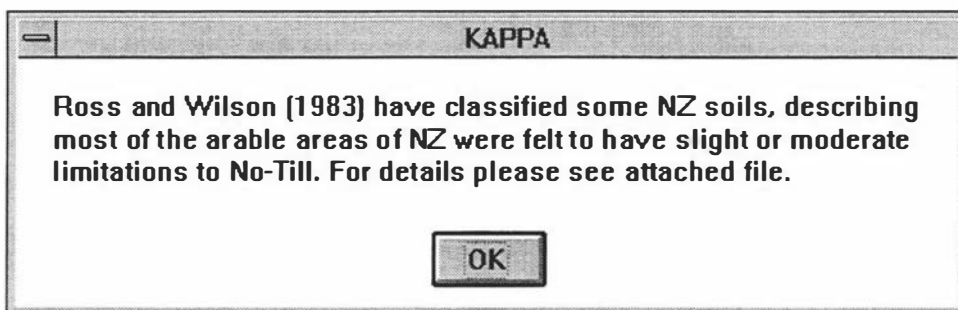 KAPPA
Ross and Wilson (1983) have classified some NZ soils, describing
most of the arable areas of NZ were felt to have slight or moderate
limitations to No-Till. For details please see attached file.
OK